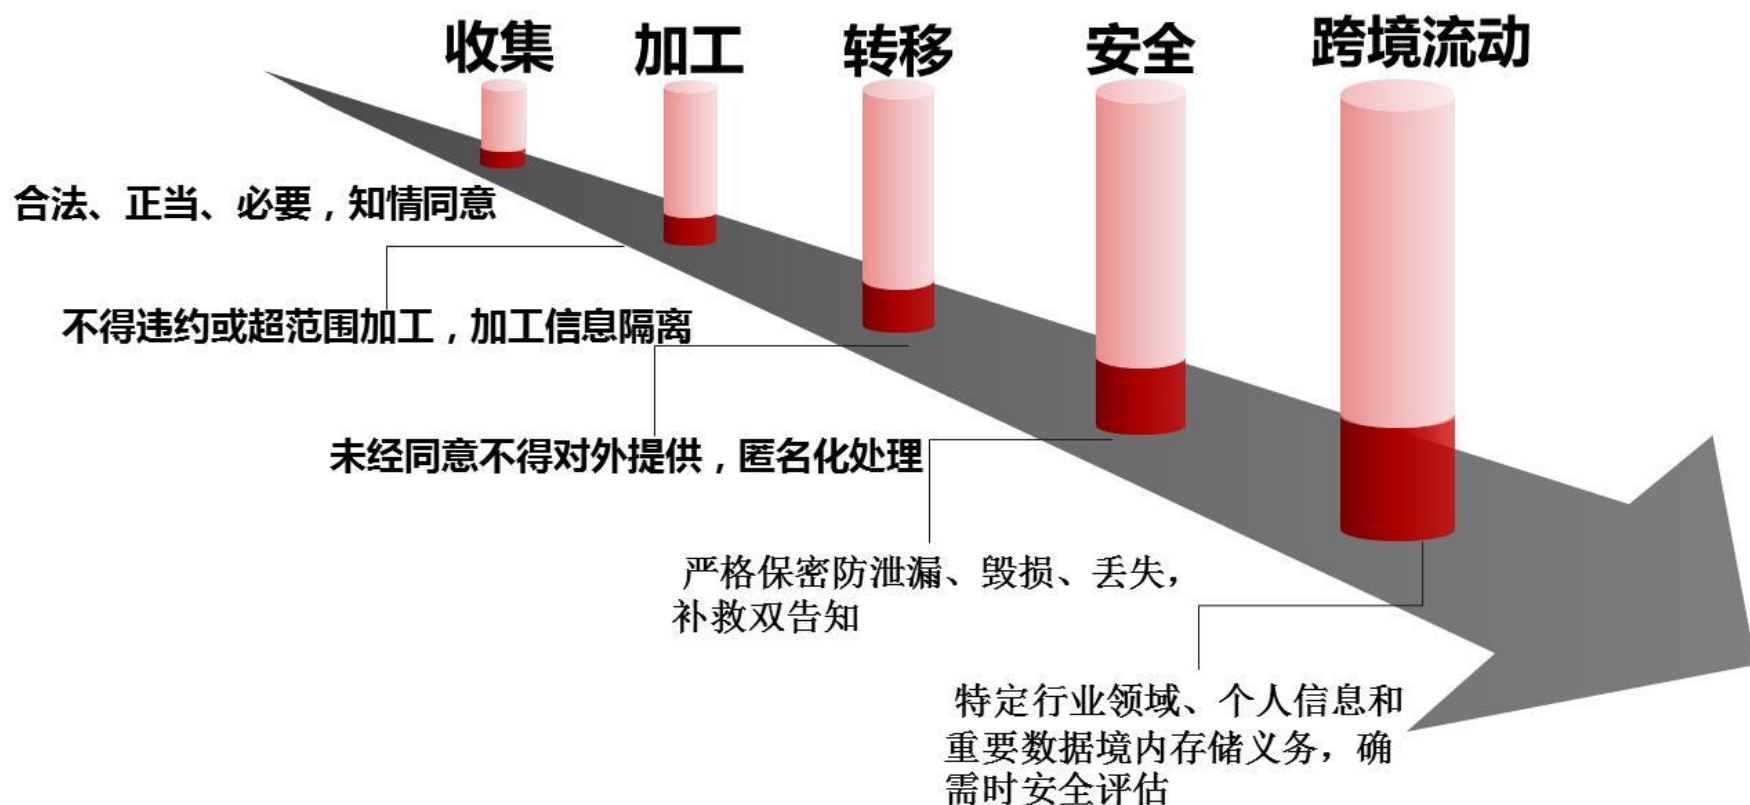 收集
加工
转移
安全
跨境流动
合法、正当、必要，知情同意
不得违约或超范围加工，加工信息隔离
未经同意不得对外提供，匿名化处理
严格保密防泄漏、毁损、丢失，
补救双告知
特定行业领域、个人信息和
重要数据境内存储义务，确
需时安全评估